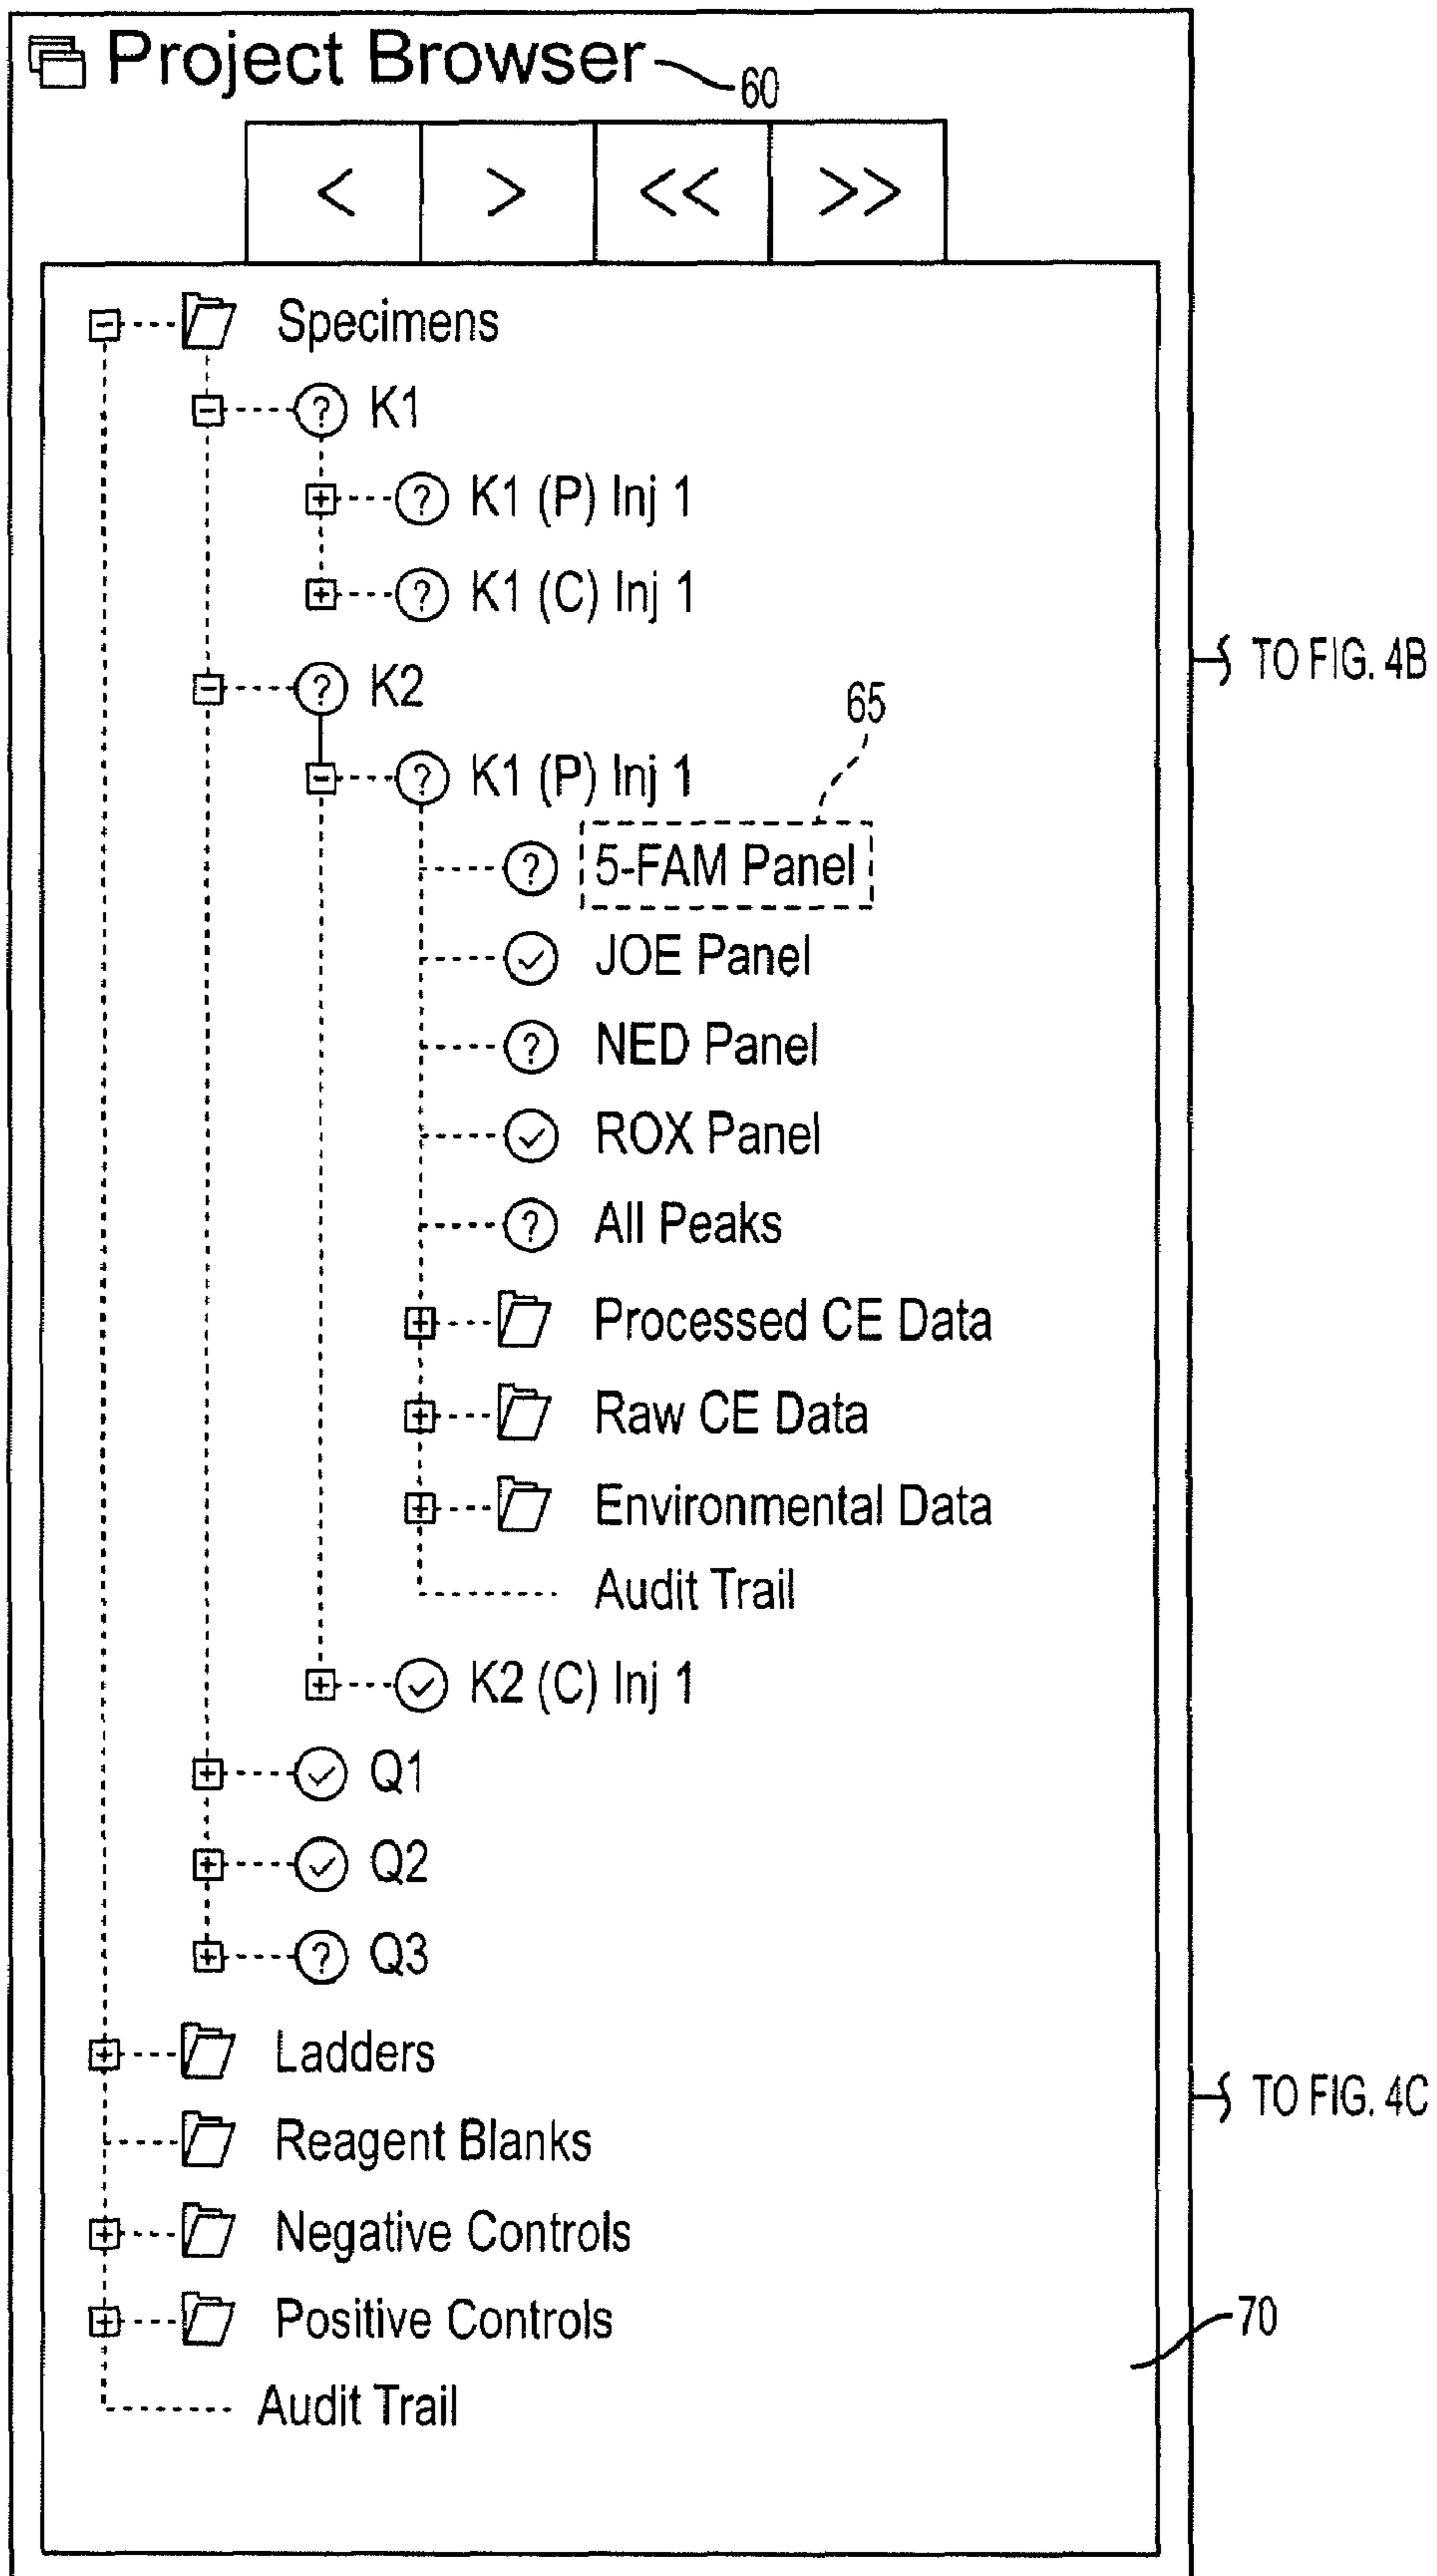 Project Browser
60
< > << >>
Specimens
K1
K1 (P) Inj 1
K1 (C) Inj 1
TO FIG. 4B
K2
65
K1 (P) Inj 1
5-FAM Panel
JOE Panel
NED Panel
ROX Panel
All Peaks
Processed CE Data
Raw CE Data
Environmental Data
Audit Trail
K2 (C) Inj 1
Q1
Q2
Q3
Ladders
TO FIG. 4C
Reagent Blanks
Negative Controls
Positive Controls
70
Audit Trail